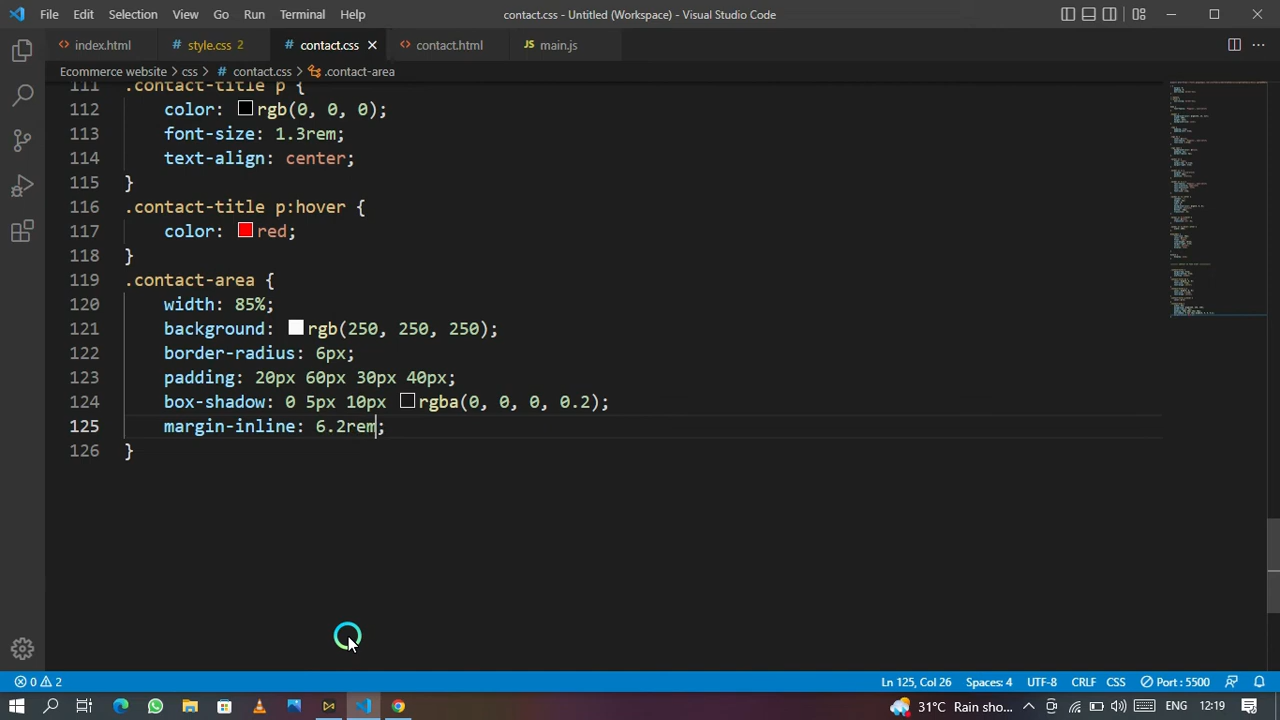 File Edit Selection View Go Run Terminal Help contact.css - Untitled (Workspace) - Visual Studio Code
index.html style.css 2 contact.css contact.html JS main.js
Ecommerce website > css > # contact.css > .contact-area
111 .contact-title p {
112 color: rgb(0, 0, 0);
113 font-size: 1.3rem;
114 text-align: center;
115 }
116 .contact-title p:hover {
117 color: red;
118 }
119 .contact-area {
120 width: 85%;
121 background: rgb(250, 250, 250);
122 border-radius: 6px;
123 padding: 20px 60px 30px 40px;
124 box-shadow: 0 5px 10px rgba(0, 0, 0, 0.2);
125 margin-inline: 6.2rem;
126 }
0 2 Ln 125, Col 26 Spaces: 4 UTF-8 CRLF CSS Port : 5500
31°C Rain sho... ENG 12:19